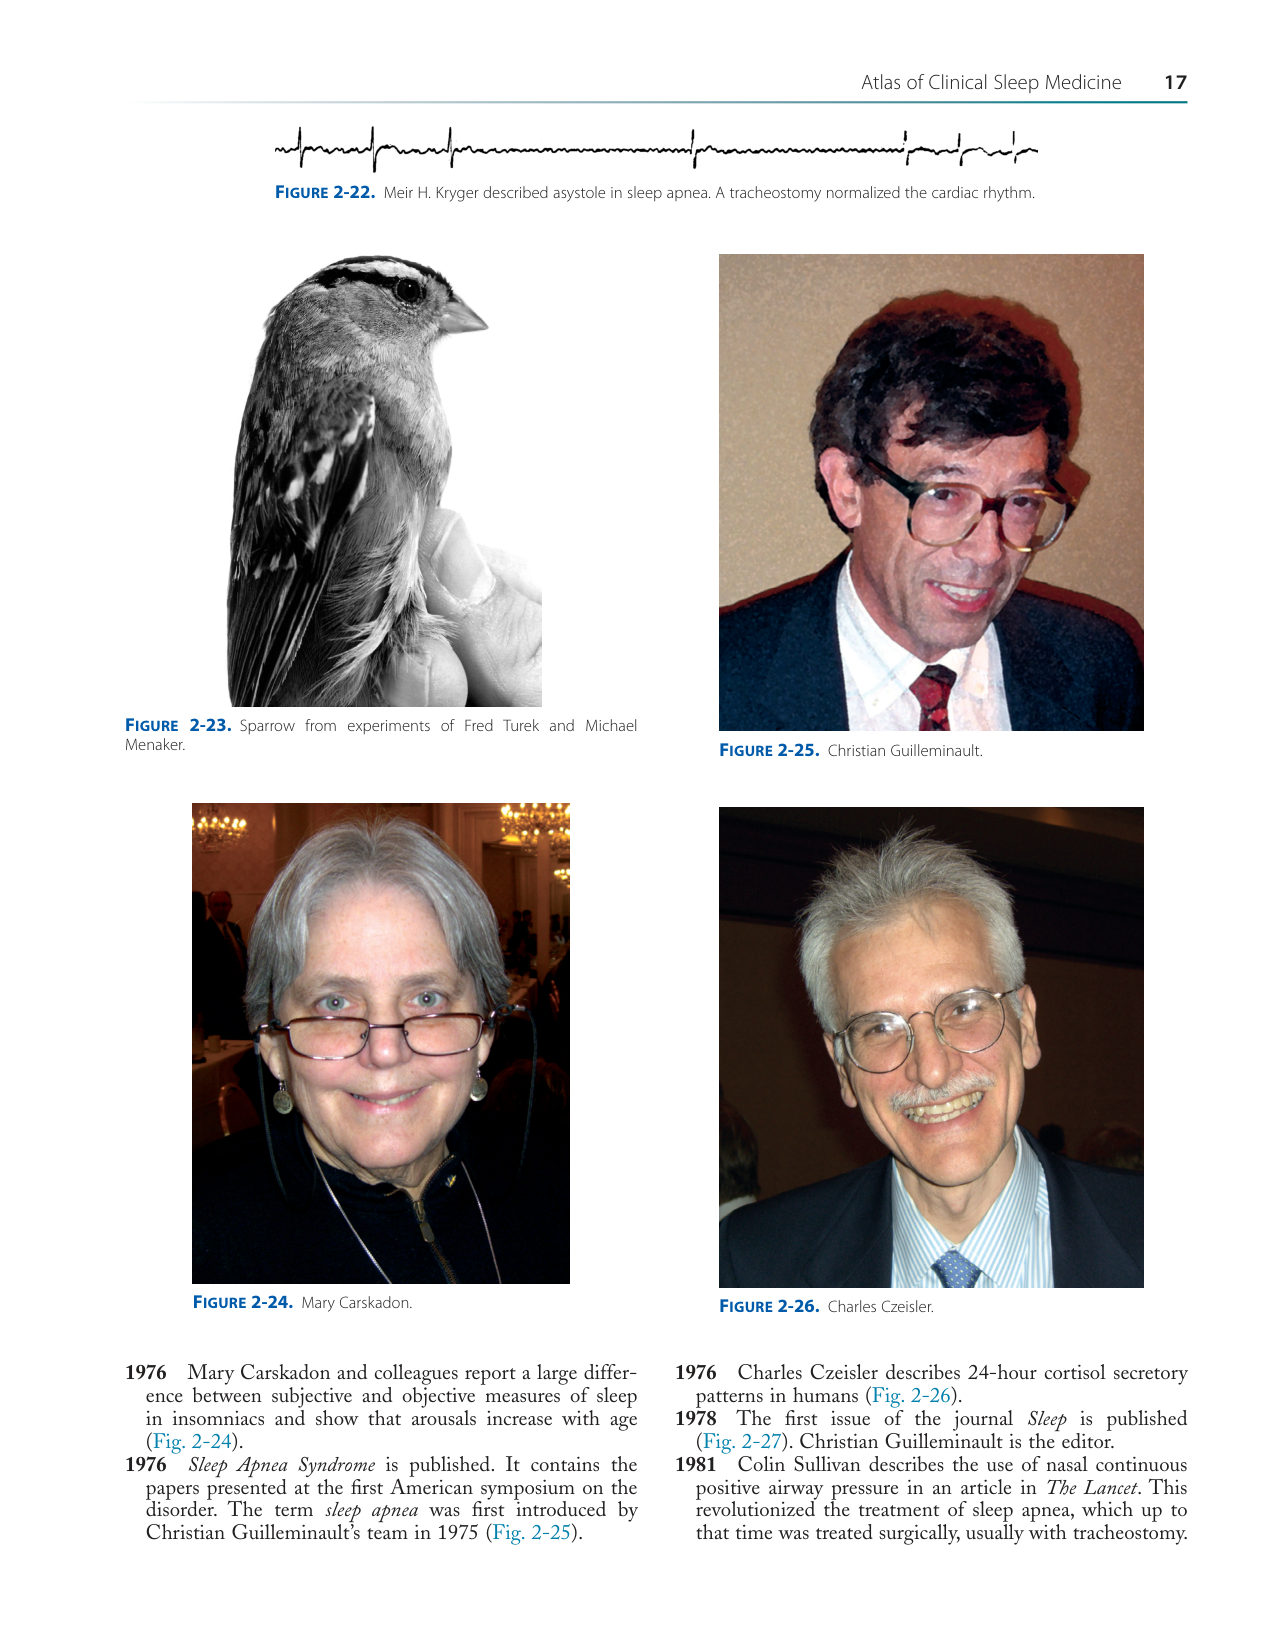 Atlas of Clinical Sleep Medicine 17
FIGURE 2-22. Meir H. Kryger described asystole in sleep apnea. A tracheostomy normalized the cardiac rhythm.
FIGURE 2-23. Sparrow from experiments of Fred Turek and Michael
Menaker.
FIGURE 2-25. Christian Guilleminault.
FIGURE 2-24. Mary Carskadon.
FIGURE 2-26. Charles Czeisler.
1976 Mary Carskadon and colleagues report a large differ-
ence between subjective and objective measures of sleep
in insomniacs and show that arousals increase with age
(Fig. 2-24).
1976 Sleep Apnea Syndrome is published. It contains the
papers presented at the first American symposium on the
disorder. The term sleep apnea was first introduced by
Christian Guilleminault’s team in 1975 (Fig. 2-25).
1976 Charles Czeisler describes 24-hour cortisol secretory
patterns in humans (Fig. 2-26).
1978 The first issue of the journal Sleep is published
(Fig. 2-27). Christian Guilleminault is the editor.
1981 Colin Sullivan describes the use of nasal continuous
positive airway pressure in an article in The Lancet. This
revolutionized the treatment of sleep apnea, which up to
that time was treated surgically, usually with tracheostomy.